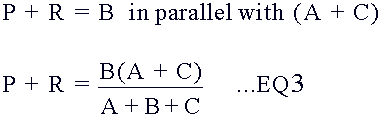 P + R = B in parallel with (A + C)
P + R = B(A + C) / A + B + C ...EQ3